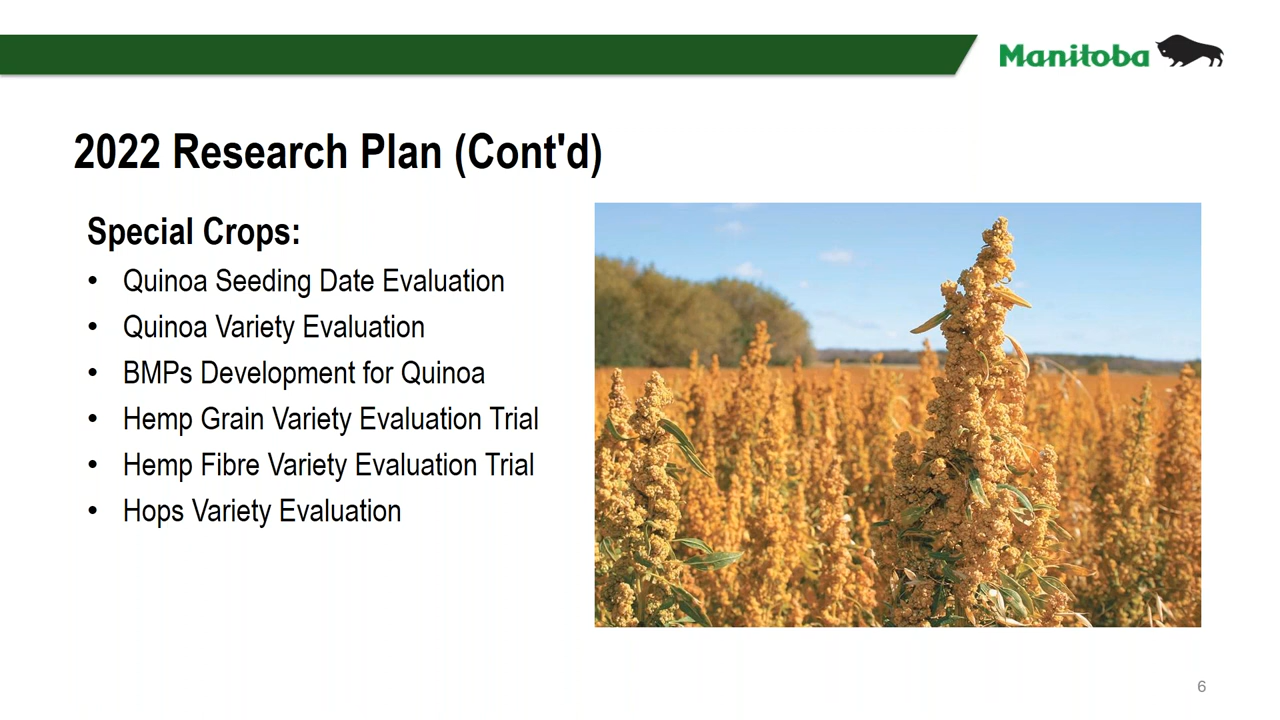 Manitoba
2022 Research Plan (Cont'd)
Special Crops:
• Quinoa Seeding Date Evaluation
• Quinoa Variety Evaluation
• BMPs Development for Quinoa
• Hemp Grain Variety Evaluation Trial
• Hemp Fibre Variety Evaluation Trial
• Hops Variety Evaluation
6